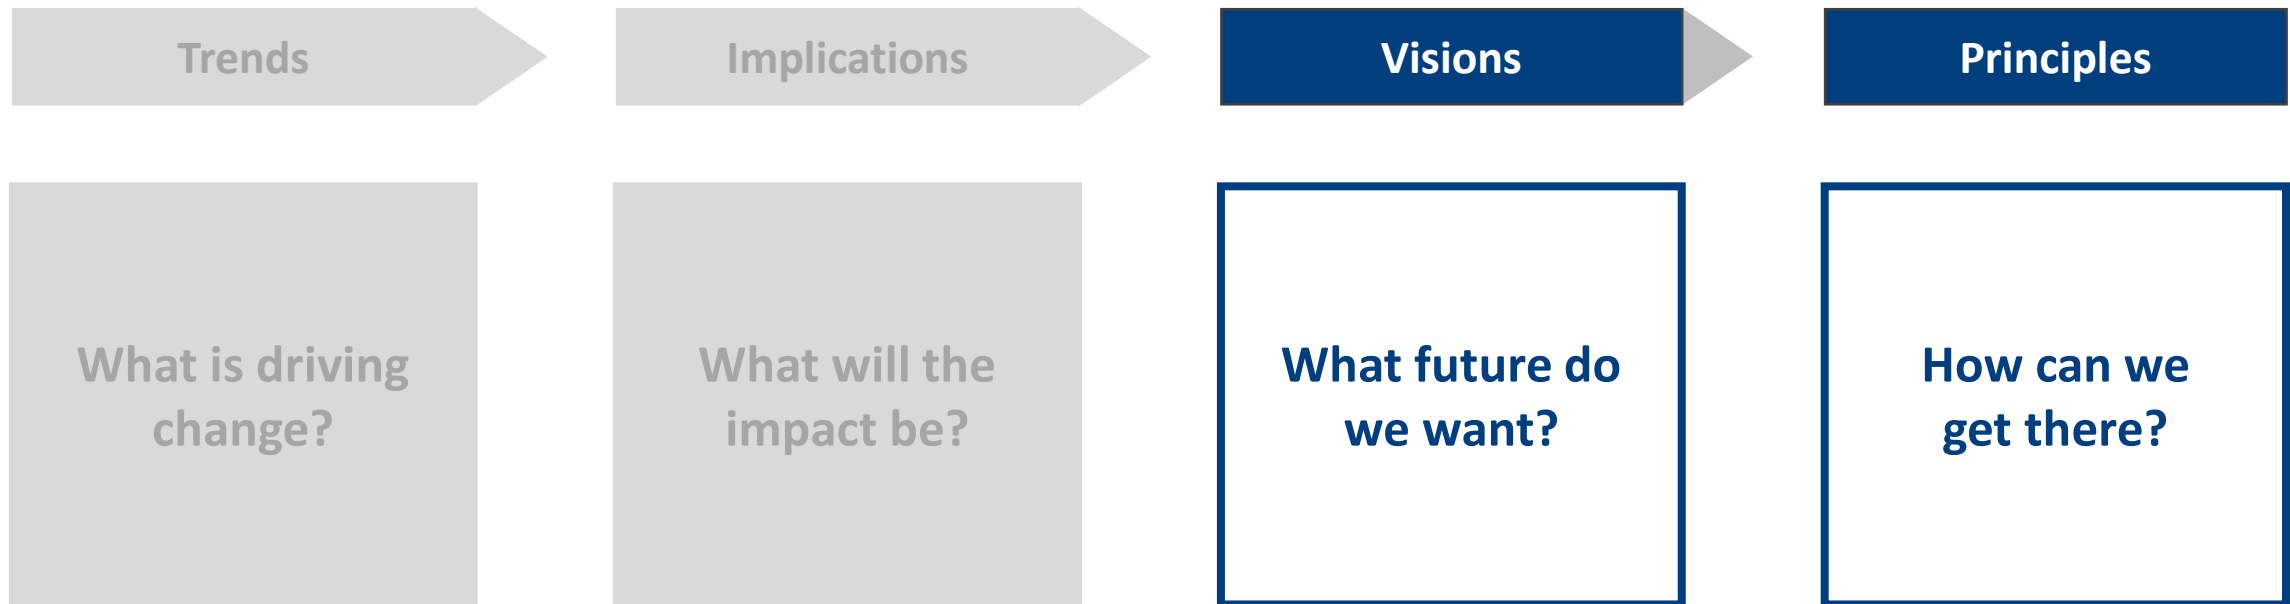 Trends
Implications
Visions
Principles
What is driving
change?
What will the
impact be?
What future do
we want?
How can we
get there?